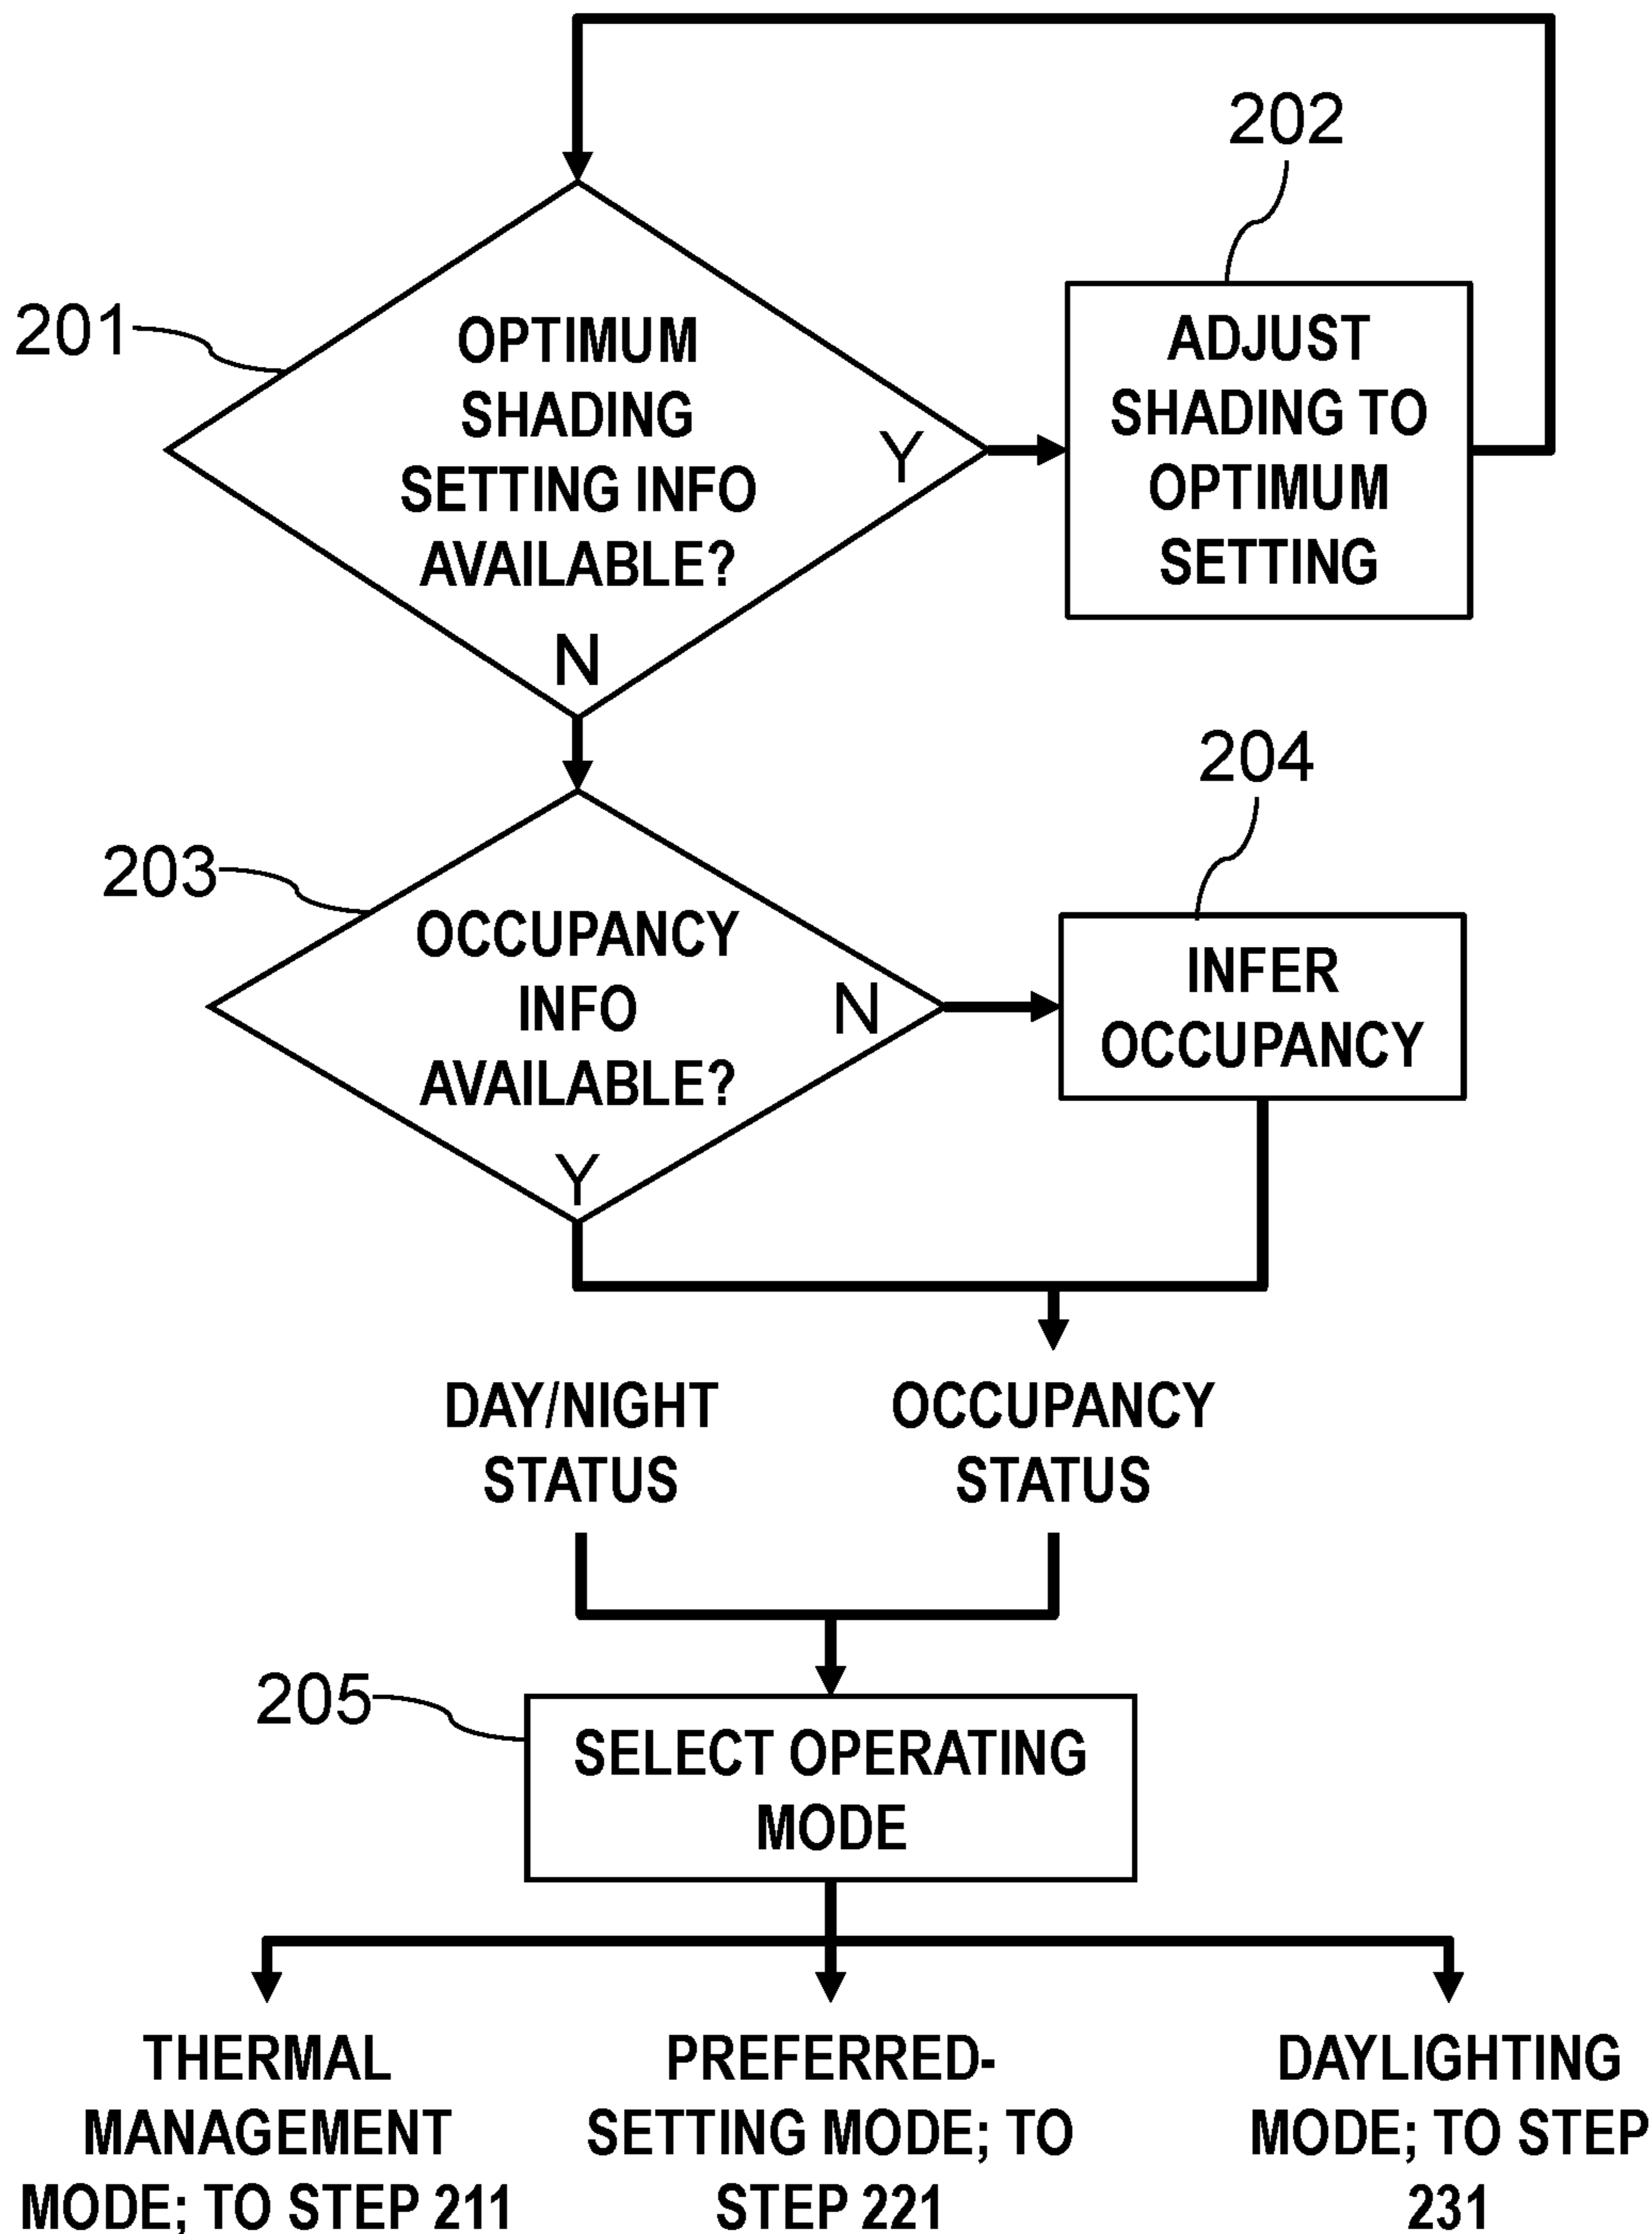 202
201
OPTIMUM
SHADING
SETTING INFO
AVAILABLE?
Y
N
ADJUST
SHADING TO
OPTIMUM
SETTING
204
203
OCCUPANCY
INFO
AVAILABLE?
N
Y
INFER
OCCUPANCY
DAY/NIGHT
STATUS
OCCUPANCY
STATUS
205
SELECT OPERATING
MODE
THERMAL
MANAGEMENT
MODE; TO STEP 211
PREFERRED-
SETTING MODE; TO
STEP 221
DAYLIGHTING
MODE; TO STEP
231